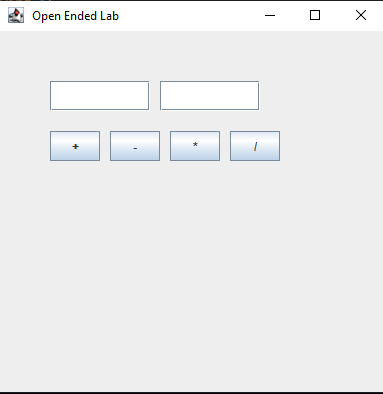 Open Ended Lab
+ - * /